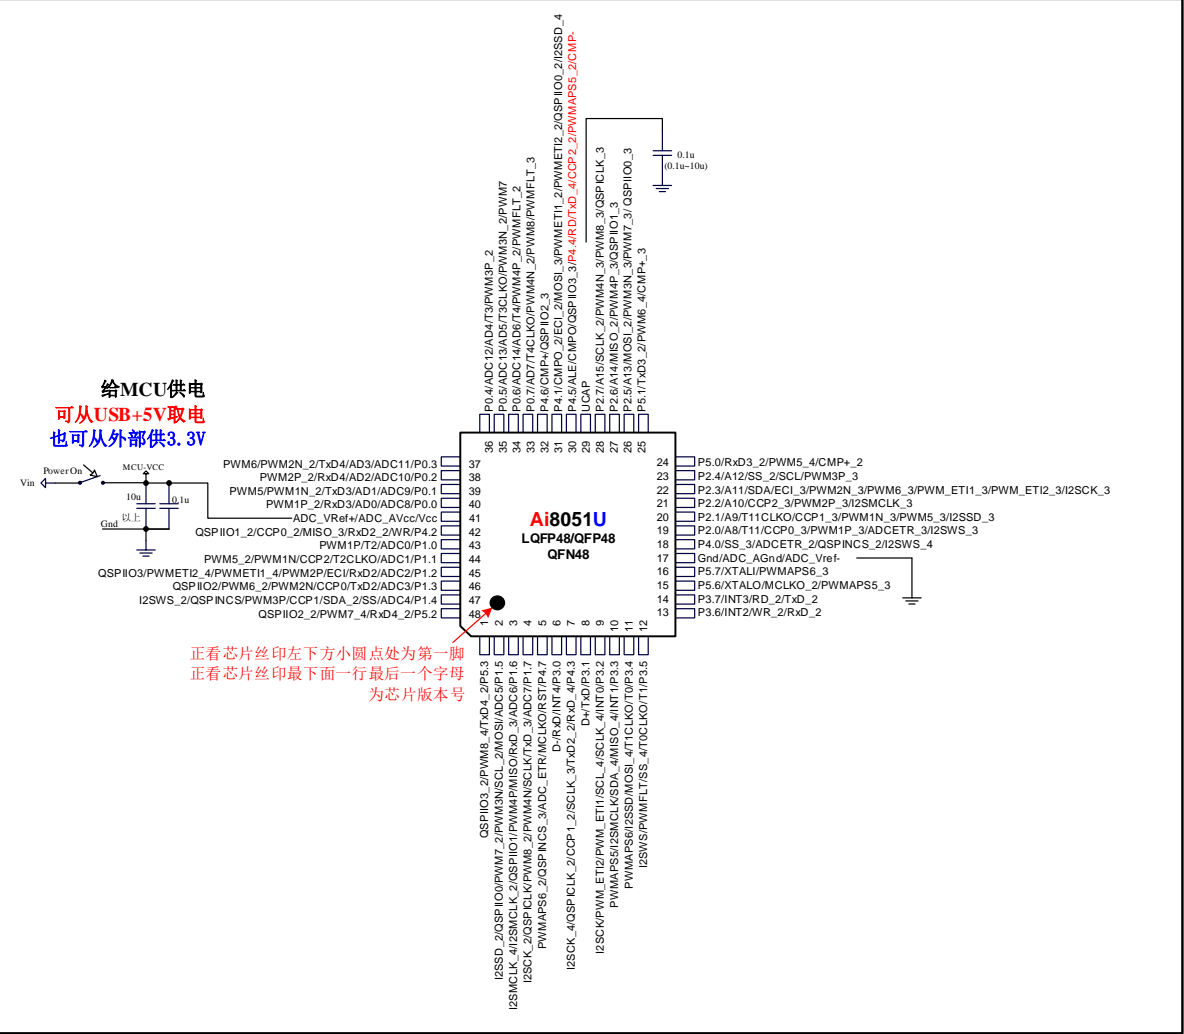 P0.4/ADC12/AD4/T3/PWM3P_2
P0.5/ADC13/AD5/T3CLKO/PWM3N_2/PWM7
P0.6/ADC14/AD6/T4/PWM4P_2/PWMFLT_2
P0.7/AD7/T4CLKO/PWM4N_2/PWM8/PWMFLT_3
P4.6/CMP+/QSPIIO2_3
P4.1/CMPO_2/ECI_2/MOSI_3/PWMETI1_2/PWMETI2_2/QSPIIO0_2/I2SSD_4
P4.5/ALE/CMPO/QSPIIO3_3/P4.4/RD/TxD_4/CCP2_2/PWMAPS5_2/CMP-
UCAP
P2.7/A15/SCLK_2/PWM4N_3/PWM8_3/QSPICLK_3
P2.6/A14/MISO_2/PWM4P_3/QSPIIO1_3
P2.5/A13/MOSI_2/PWM3N_3/PWM7_3/QSPIIO0_3
P5.1/TxD3_2/PWM6_4/CMP+_3
0.1u
(0.1u~10u)
36 35 34 33 32 31 30 29 28 27 26 25
给MCU供电
可从USB+5V取电
也可从外部供3.3V
Power On
MCU-VCC
Vin
10u
0.1u
以上
Gnd
PWM6/PWM2N_2/TxD4/AD3/ADC11/P0.3 37
PWM2P_2/RxD4/AD2/ADC10/P0.2 38
PWM5/PWM1N_2/TxD3/AD1/ADC9/P0.1 39
PWM1P_2/RxD3/AD0/ADC8/P0.0 40
ADC_VRef+/ADC_AVcc/Vcc 41
QSPIIO1_2/CCP0_2/MISO_3/RxD2_2/WR/P4.2 42
PWM1P/T2/ADC0/P1.0 43
PWM5_2/PWM1N/CCP2/T2CLKO/ADC1/P1.1 44
QSPIIO3/PWMETI2_4/PWMETI1_4/PWM2P/ECI/RxD2/ADC2/P1.2 45
QSPIIO2/PWM6_2/PWM2N/CCP0/TxD2/ADC3/P1.3 46
I2SWS_2/QSPINCS/PWM3P/CCP1/SDA_2/SS/ADC4/P1.4 47
QSPIIO2_2/PWM7_4/RxD4_2/P5.2 48
Ai8051U
LQFP48/QFP48
QFN48
24 P5.0/RxD3_2/PWM5_4/CMP+_2
23 P2.4/A12/SS_2/SCL/PWM3P_3
22 P2.3/A11/SDA/ECI_3/PWM2N_3/PWM6_3/PWM_ETI1_3/PWM_ETI2_3/I2SCK_3
21 P2.2/A10/CCP2_3/PWM2P_3/I2SMCLK_3
20 P2.1/A9/T11CLKO/CCP1_3/PWM1N_3/PWM5_3/I2SSD_3
19 P2.0/A8/T11/CCP0_3/PWM1P_3/ADCETR_3/I2SWS_3
18 P4.0/SS_3/ADCETR_2/QSPINCS_2/I2SWS_4
17 Gnd/ADC_AGnd/ADC_Vref-
16 P5.7/XTALI/PWMAPS6_3
15 P5.6/XTALO/MCLKO_2/PWMAPS5_3
14 P3.7/INT3/RD_2/TxD_2
13 P3.6/INT2/WR_2/RxD_2
1 2 3 4 5 6 7 8 9 10 11 12
正看芯片丝印左下方小圆点处为第一脚
正看芯片丝印最下面一行最后一个字母
为芯片版本号
QSPIIO3_2/PWM8_4/TxD4_2/P5.3
I2SSD_2/QSPIIO0/PWM7_2/PWM3N/SCL_2/MOSI/ADC5/P1.5
I2SMCLK_4/I2SMCLK_2/QSPIIO1/PWM4P/MISO/RxD_3/ADC6/P1.6
I2SCK_2/QSPICLK/PWM8_2/PWM4N/SCLK/TxD_3/ADC7/P1.7
PWMAPS6_2/QSPINCS_3/ADC_ETR/MCLKO/RST/P4.7
D-/RxD/INT4/P3.0
I2SCK_4/QSPICLK_2/CCP1_2/SCLK_3/TxD2_2/RxD_4/P4.3
D+/TxD/P3.1
I2SCK/PWM_ETI2/PWM_ETI1/SCL_4/SCLK_4/INT0/P3.2
PWMAPS5/I2SMCLK/SDA_4/MISO_4/INT1/P3.3
PWMAPS6/I2SSD/MOSI_4/T1CLKO/T0/P3.4
I2SWS/PWMFLT/SS_4/T0CLKO/T1/P3.5